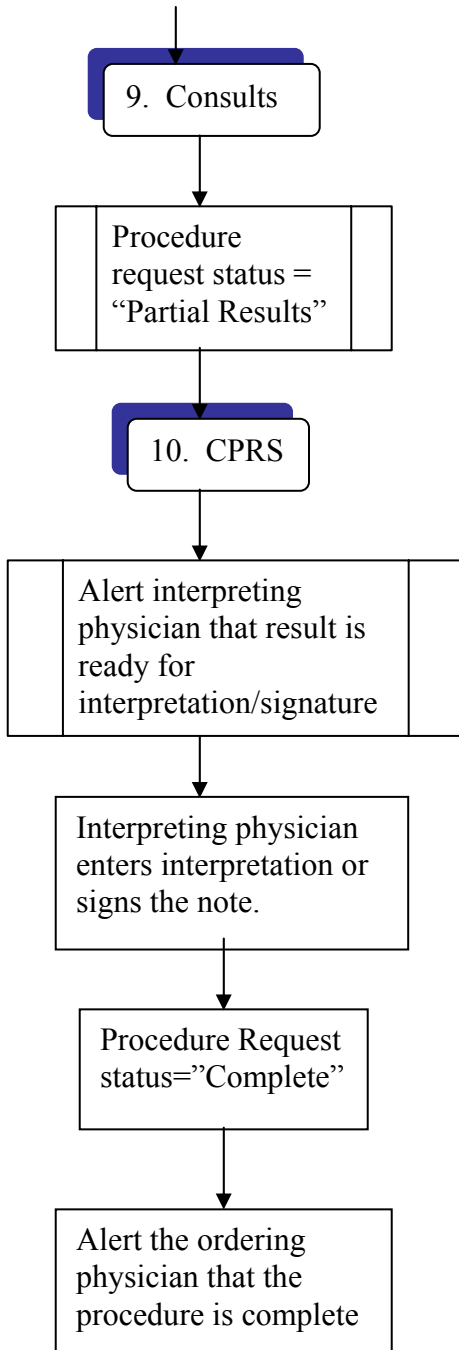 9. Consults
Procedure
request status =
“Partial Results”
10. CPRS
Alert interpreting
physician that result is
ready for
interpretation/signature
Interpreting physician
enters interpretation or
signs the note.
Procedure Request
status=”Complete”
Alert the ordering
physician that the
procedure is complete